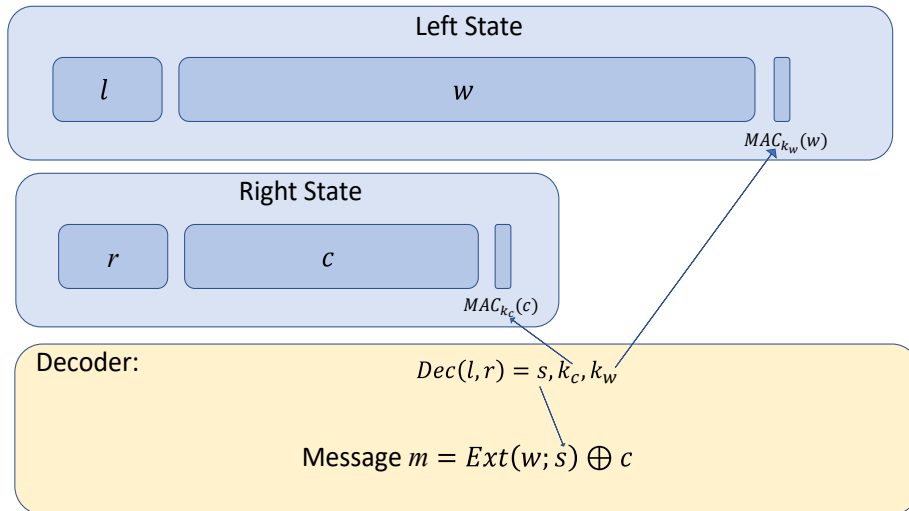 Left State
l w
MAC_{k_w}(w)
Right State
r c
MAC_{k_c}(c)
Decoder:
Dec(l, r) = s, k_c, k_w
Message m = Ext(w; s) ⊕ c